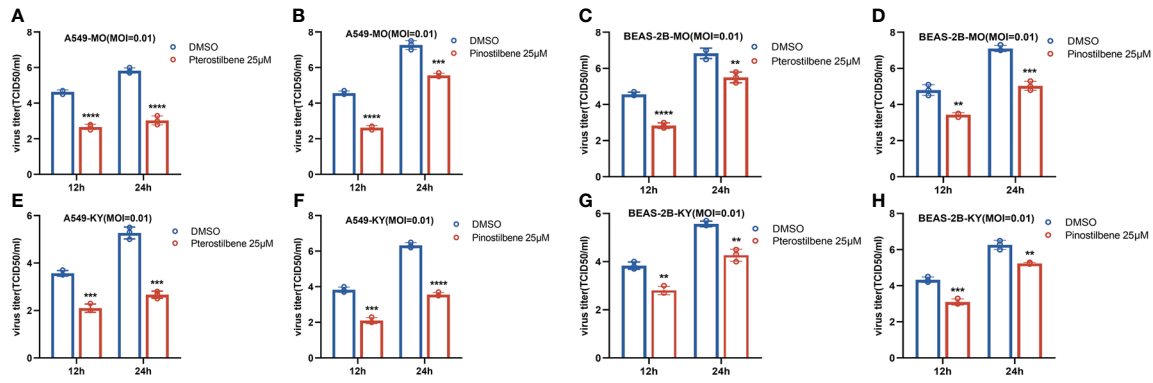 A
A549-MO(MOI=0.01)
DMSO
Pterostilbene 25μM
virus titer(TCID50/ml)
8
6
4
2
0
****
****
12h
24h
B
A549-MO(MOI=0.01)
DMSO
Pinostilbene 25μM
virus titer(TCID50/ml)
8
6
4
2
0
****
***
12h
24h
C
BEAS-2B-MO(MOI=0.01)
DMSO
Pterostilbene 25μM
virus titer(TCID50/ml)
8
6
4
2
0
****
**
12h
24h
D
BEAS-2B-MO(MOI=0.01)
DMSO
Pinostilbene 25μM
virus titer(TCID50/ml)
8
6
4
2
0
**
***
12h
24h
E
A549-KY(MOI=0.01)
DMSO
Pterostilbene 25μM
virus titer(TCID50/ml)
6
4
2
0
***
***
12h
24h
F
A549-KY(MOI=0.01)
DMSO
Pinostilbene 25μM
virus titer(TCID50/ml)
8
6
4
2
0
***
****
12h
24h
G
BEAS-2B-KY(MOI=0.01)
DMSO
Pterostilbene 25μM
virus titer(TCID50/ml)
6
4
2
0
**
**
12h
24h
H
BEAS-2B-KY(MOI=0.01)
DMSO
Pinostilbene 25μM
virus titer(TCID50/ml)
8
6
4
2
0
***
**
12h
24h